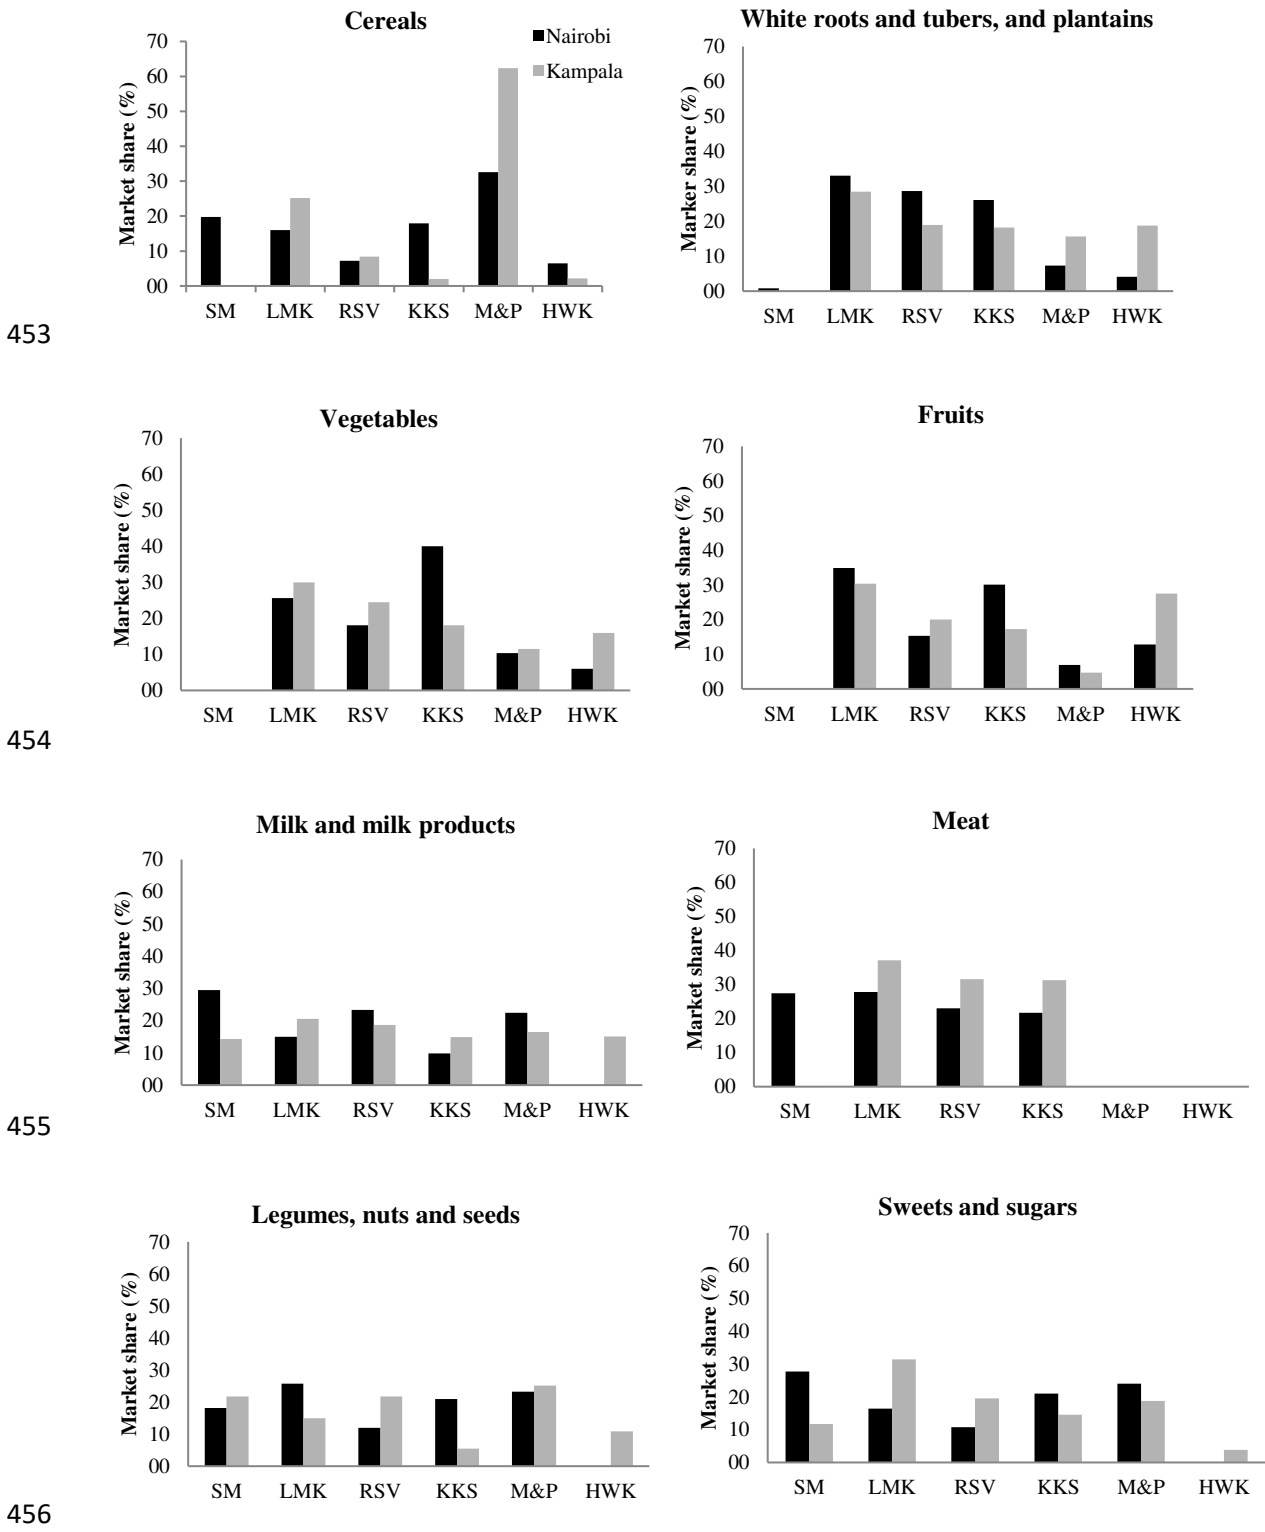 Cereals
Nairobi
Kampala
Market share (%)
70
60
50
40
30
20
10
00
SM LMK RSV KKS M&P HWK
White roots and tubers, and plantains
Marker share (%)
70
60
50
40
30
20
10
00
SM LMK RSV KKS M&P HWK
453
Vegetables
Market share (%)
70
60
50
40
30
20
10
00
SM LMK RSV KKS M&P HWK
Fruits
Market share (%)
70
60
50
40
30
20
10
00
SM LMK RSV KKS M&P HWK
454
Milk and milk products
Market share (%)
70
60
50
40
30
20
10
00
SM LMK RSV KKS M&P HWK
Meat
Market share (%)
70
60
50
40
30
20
10
00
SM LMK RSV KKS M&P HWK
455
Legumes, nuts and seeds
Market share (%)
70
60
50
40
30
20
10
00
SM LMK RSV KKS M&P HWK
Sweets and sugars
Market share (%)
70
60
50
40
30
20
10
00
SM LMK RSV KKS M&P HWK
456